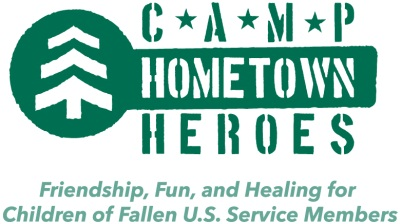 C★A★M★P
HOMETOWN
HEROES
Friendship, Fun, and Healing for
Children of Fallen U.S. Service Members